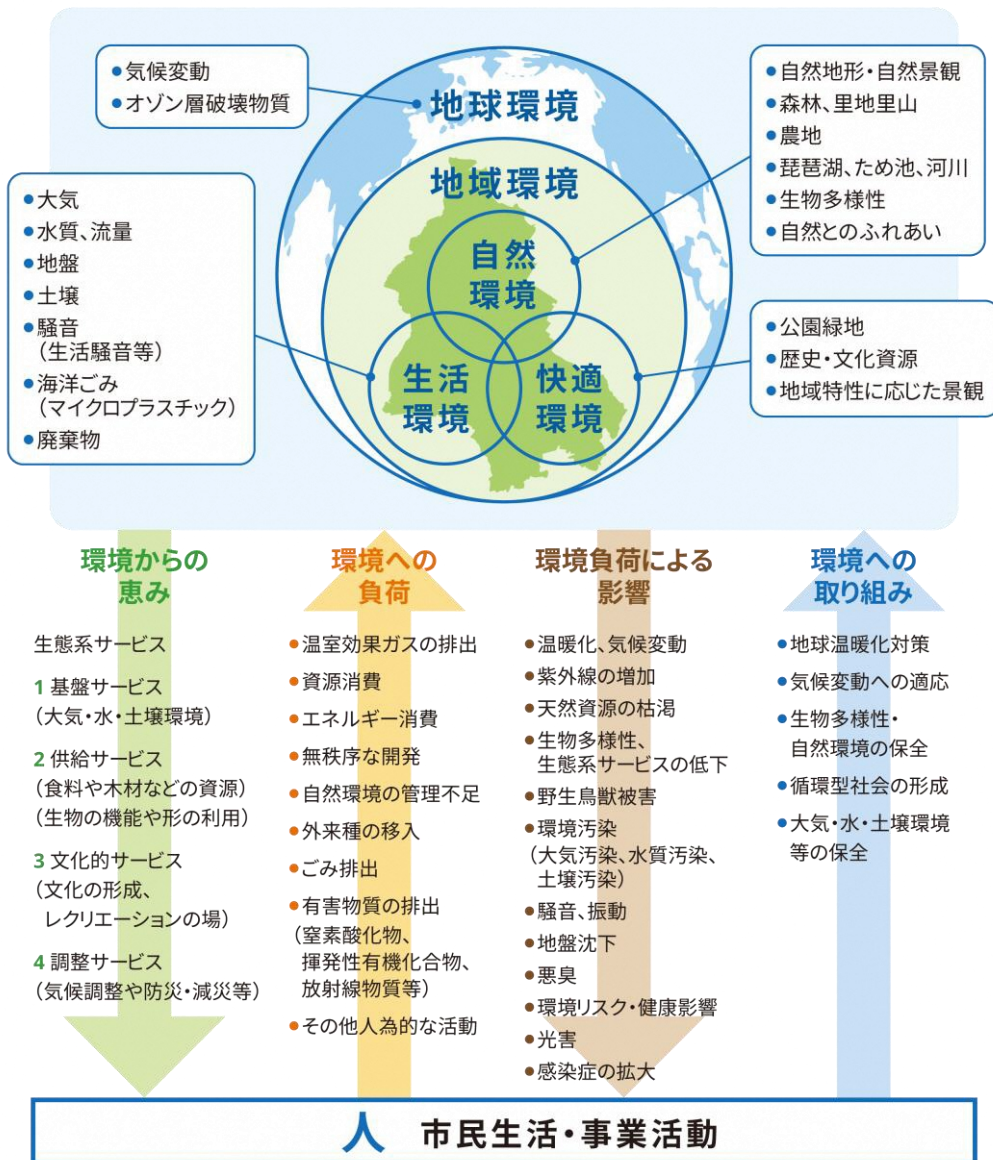 ●気候変動
●オゾン層破壊物質
地球環境
●自然地形・自然景観
●森林、里地里山
●農地
●琵琶湖、ため池、河川
●生物多様性
●自然とのふれあい
地域環境
●大気
●水質、流量
●地盤
●土壌
●騒音
(生活騒音等)
●海洋ごみ
(マイクロプラスチック)
●廃棄物
自然
環境
生活
環境
快適
環境
●公園緑地
●歴史・文化資源
●地域特性に応じた景観
環境からの
恵み
生態系サービス
1 基盤サービス
(大気・水・土壌環境)
2 供給サービス
(食料や木材などの資源)
(生物の機能や形の利用)
3 文化的サービス
(文化の形成、
レクリエーションの場)
4 調整サービス
(気候調整や防災・減災等)
環境への
負荷
●温室効果ガスの排出
●資源消費
●エネルギー消費
●無秩序な開発
●自然環境の管理不足
●外来種の移入
●ごみ排出
●有害物質の排出
(窒素酸化物、
揮発性有機化合物、
放射線物質等)
●その他人為的な活動
環境負荷による
影響
●温暖化、気候変動
●紫外線の増加
●天然資源の枯渇
●生物多様性、
生態系サービスの低下
●野生鳥獣被害
●環境汚染
(大気汚染、水質汚染、
土壌汚染)
●騒音、振動
●地盤沈下
●悪臭
●環境リスク・健康影響
●光害
●感染症の拡大
環境への
取り組み
●地球温暖化対策
●気候変動への適応
●生物多様性・
自然環境の保全
●循環型社会の形成
●大気・水・土壌環境
等の保全
人 市民生活・事業活動